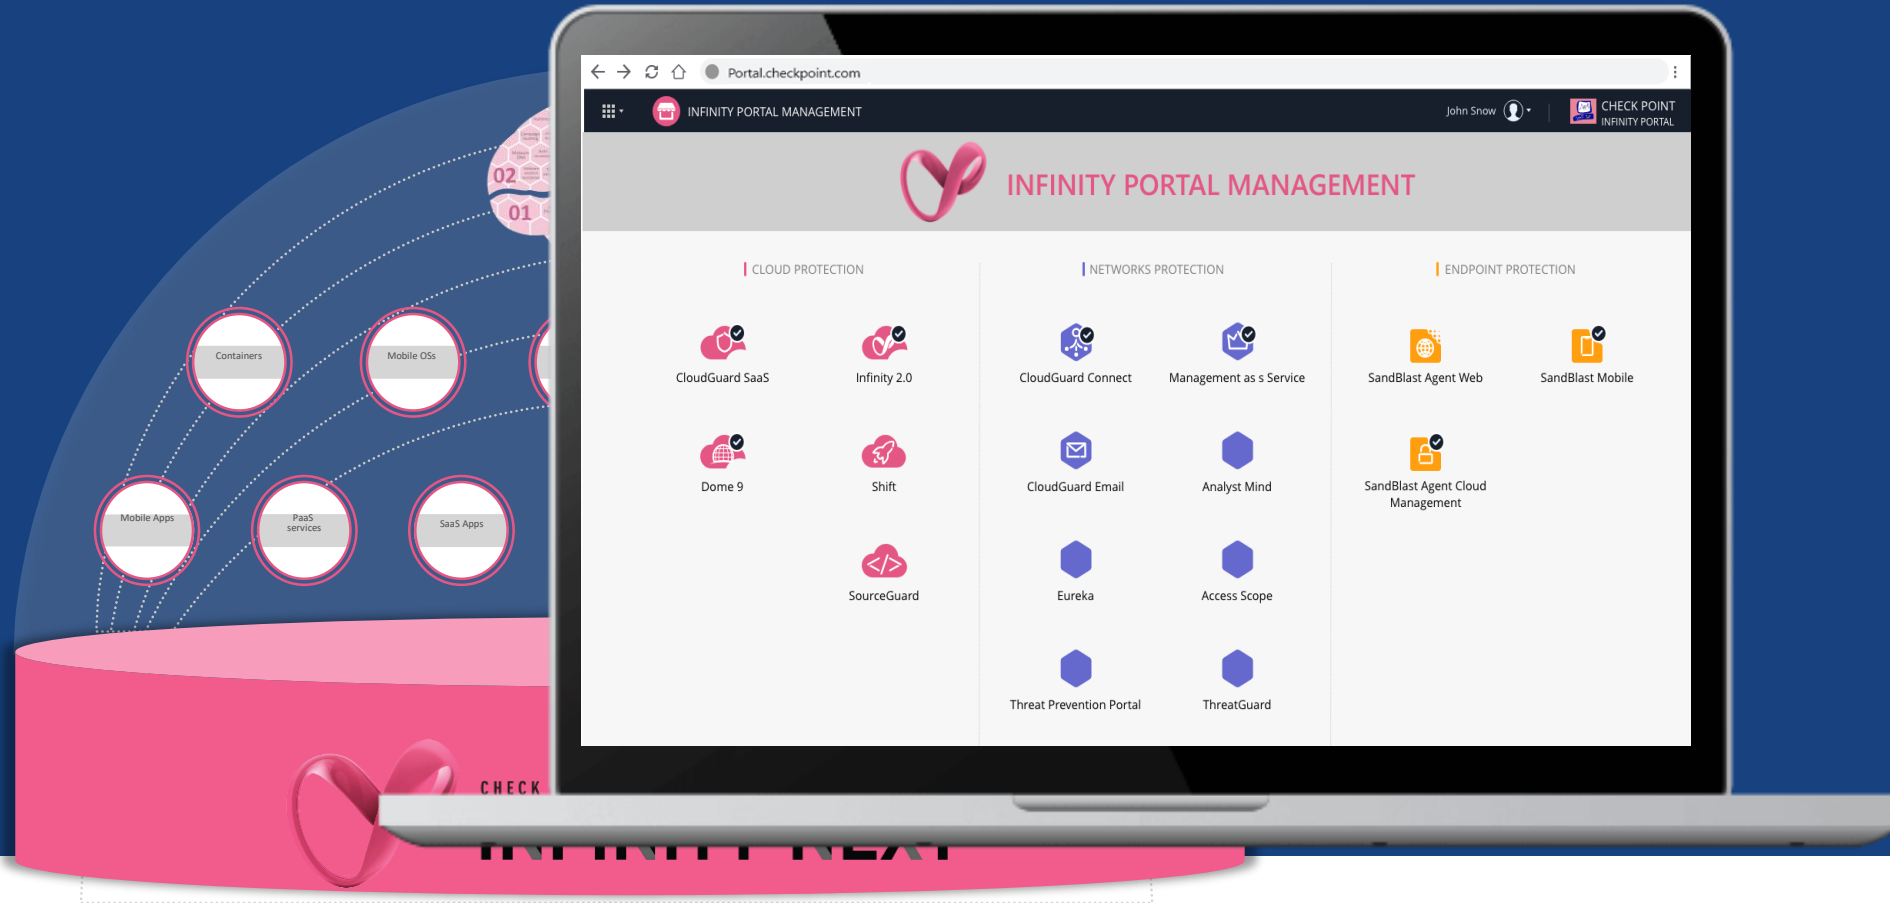 Portal.checkpoint.com
INFINITY PORTAL MANAGEMENT
John Snow
CHECK POINT
INFINITY PORTAL
INFINITY PORTAL MANAGEMENT
CLOUD PROTECTION
NETWORKS PROTECTION
ENDPOINT PROTECTION
CloudGuard SaaS
Infinity 2.0
CloudGuard Connect
Management as s Service
SandBlast Agent Web
SandBlast Mobile
Dome 9
Shift
CloudGuard Email
Analyst Mind
SandBlast Agent Cloud
Management
SourceGuard
Eureka
Access Scope
Threat Prevention Portal
ThreatGuard
02
01
Containers
Mobile OSs
Mobile Apps
PaaS
services
SaaS Apps
CHECK
INFINITY NEXT